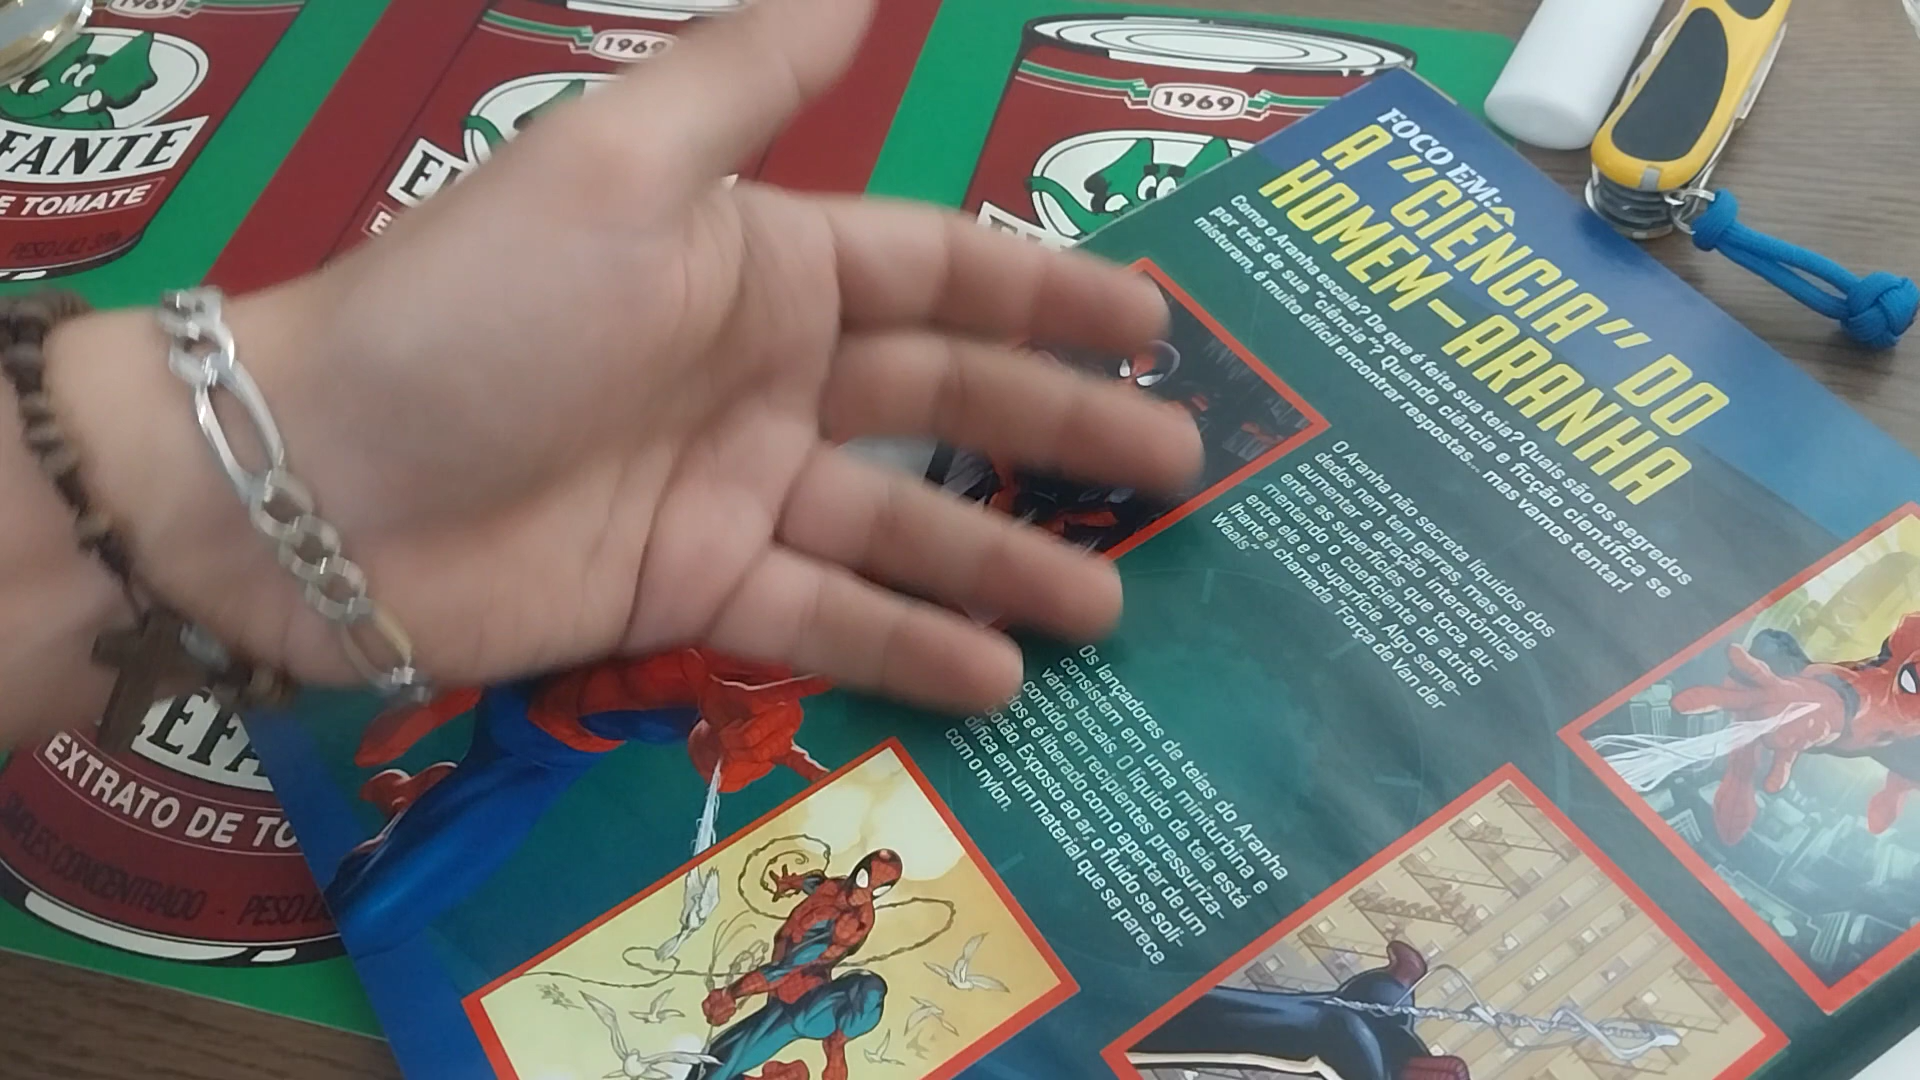 1969
FANTE
E TOMATE
1969
1969
EXTRATO DE TO
SIMPLES CONCENTRADO - PESO
FOCO EM:
A "CIÊNCIA" DO
HOMEM-ARANHA
Como o Aranha escala? De que é feita sua teia? Quais são os segredos
por trás de sua "ciência"? Quando ciência e ficção científica se
misturam, é muito difícil encontrar respostas... mas vamos tentar!
O Aranha não secreta líquidos dos
dedos nem tem garras, mas pode
aumentar a atração interatômica
entre as superfícies que toca, au-
mentando o coeficiente de atrito
entre ele e a superfície. Algo seme-
lhante à chamada "Força de Van der
Waals"
Os lançadores de teias do Aranha
consistem em uma miniturbina e
vários bocais. O líquido da teia está
contido em recipientes pressuriza-
dos e é liberado com o apertar de um
botão. Exposto ao ar, o fluido se soli-
difica em um material que se parece
com o nylon.